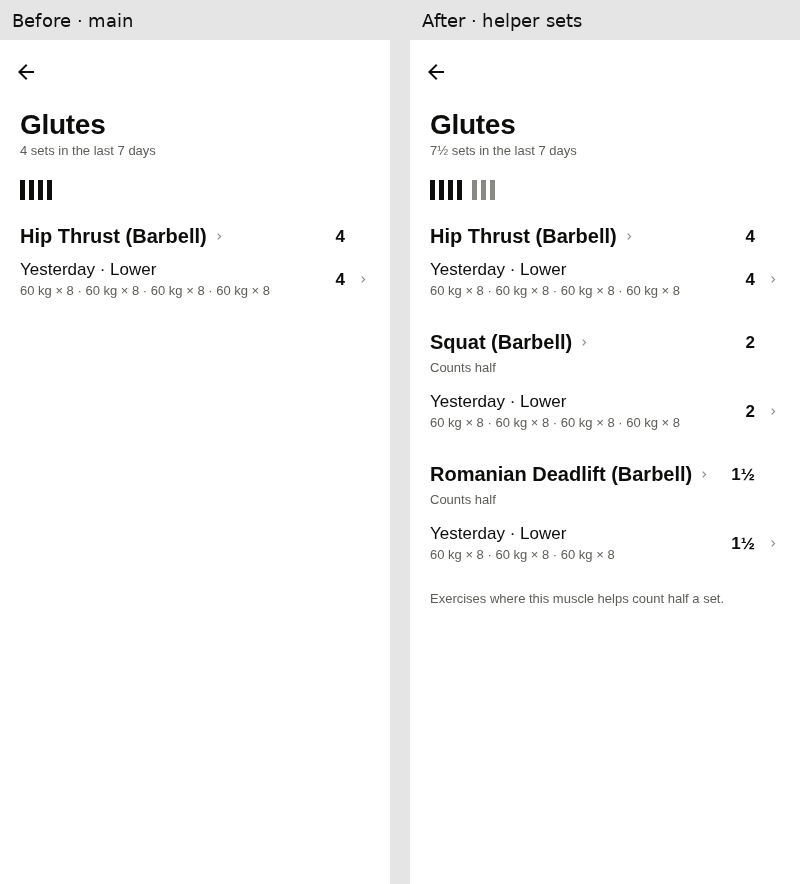 Before · main
Glutes
4 sets in the last 7 days
Hip Thrust (Barbell) › 4
Yesterday · Lower
60 kg × 8 · 60 kg × 8 · 60 kg × 8 · 60 kg × 8
4 ›
After · helper sets
Glutes
7½ sets in the last 7 days
Hip Thrust (Barbell) › 4
Yesterday · Lower
60 kg × 8 · 60 kg × 8 · 60 kg × 8 · 60 kg × 8
4 ›
Squat (Barbell) › 2
Counts half
Yesterday · Lower
60 kg × 8 · 60 kg × 8 · 60 kg × 8 · 60 kg × 8
2 ›
Romanian Deadlift (Barbell) › 1½
Counts half
Yesterday · Lower
60 kg × 8 · 60 kg × 8 · 60 kg × 8
1½ ›
Exercises where this muscle helps count half a set.